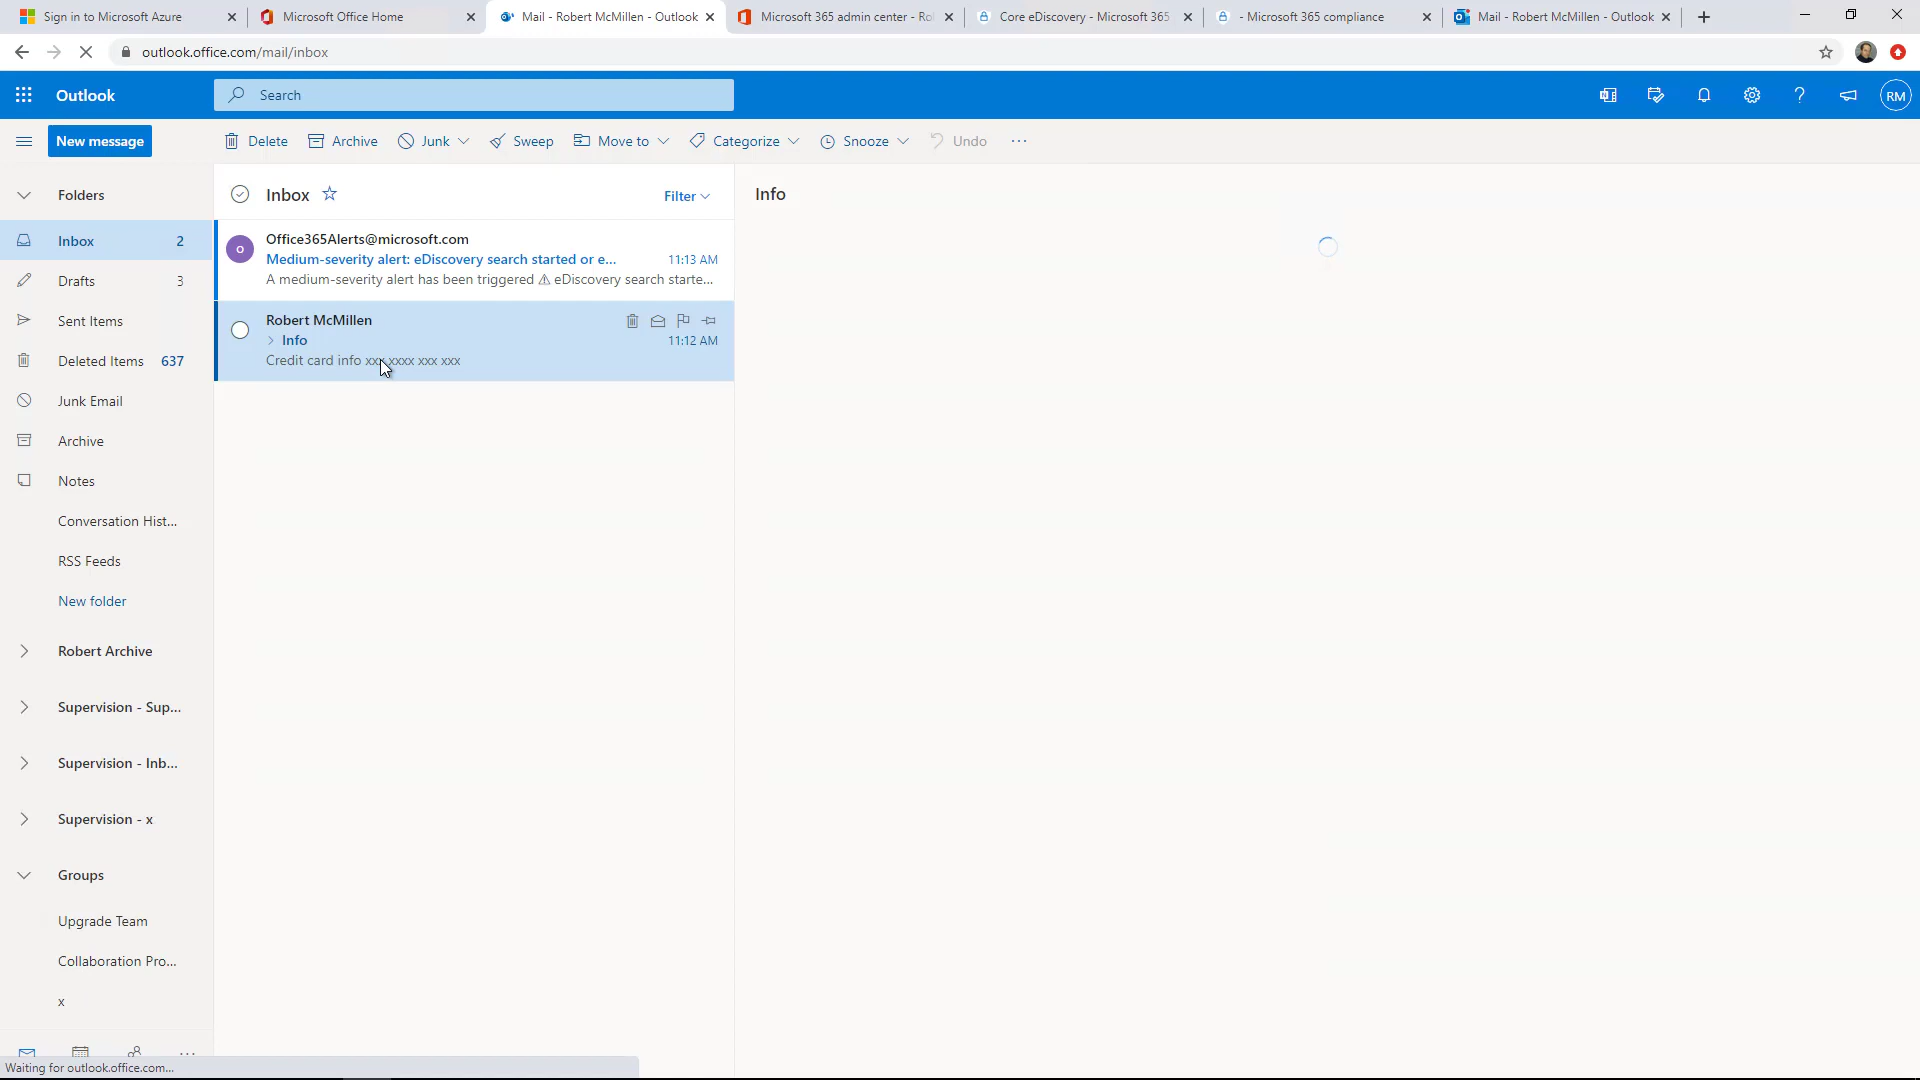 Sign in to Microsoft Azure
Microsoft Office Home
Mail - Robert McMillen - Outlook
Microsoft 365 admin center - Ro
Core eDiscovery - Microsoft 365
- Microsoft 365 compliance
Mail - Robert McMillen - Outlook
outlook.office.com/mail/inbox
Outlook
Search
RM
New message
Delete
Archive
Junk
Sweep
Move to
Categorize
Snooze
Undo
Folders
Inbox 2
Drafts 3
Sent Items
Deleted Items 637
Junk Email
Archive
Notes
Conversation Hist...
RSS Feeds
New folder
Robert Archive
Supervision - Sup...
Supervision - Inb...
Supervision - x
Groups
Upgrade Team
Collaboration Pro...
x
Inbox
Filter
O
Office365Alerts@microsoft.com
Medium-severity alert: eDiscovery search started or e... 11:13 AM
A medium-severity alert has been triggered ⚠ eDiscovery search starte...
Robert McMillen
Info 11:12 AM
Credit card info xxx xxxx xxx xxx
Info
Waiting for outlook.office.com...